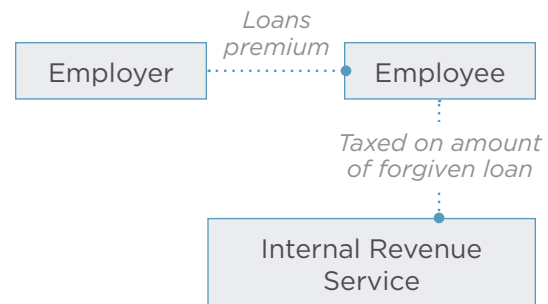 Loans
premium
Employer
Employee
Taxed on amount
of forgiven loan
Internal Revenue
Service